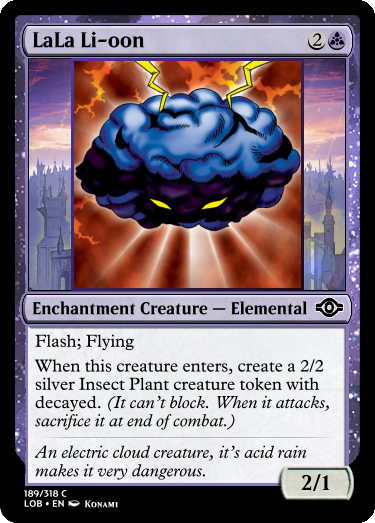 LaLa Li-oon 2
Enchantment Creature — Elemental
Flash; Flying
When this creature enters, create a 2/2
silver Insect Plant creature token with
decayed. (It can't block. When it attacks,
sacrifice it at end of combat.)
An electric cloud creature, it's acid rain
makes it very dangerous.
2/1
189/318 C
LOB • EN Konami